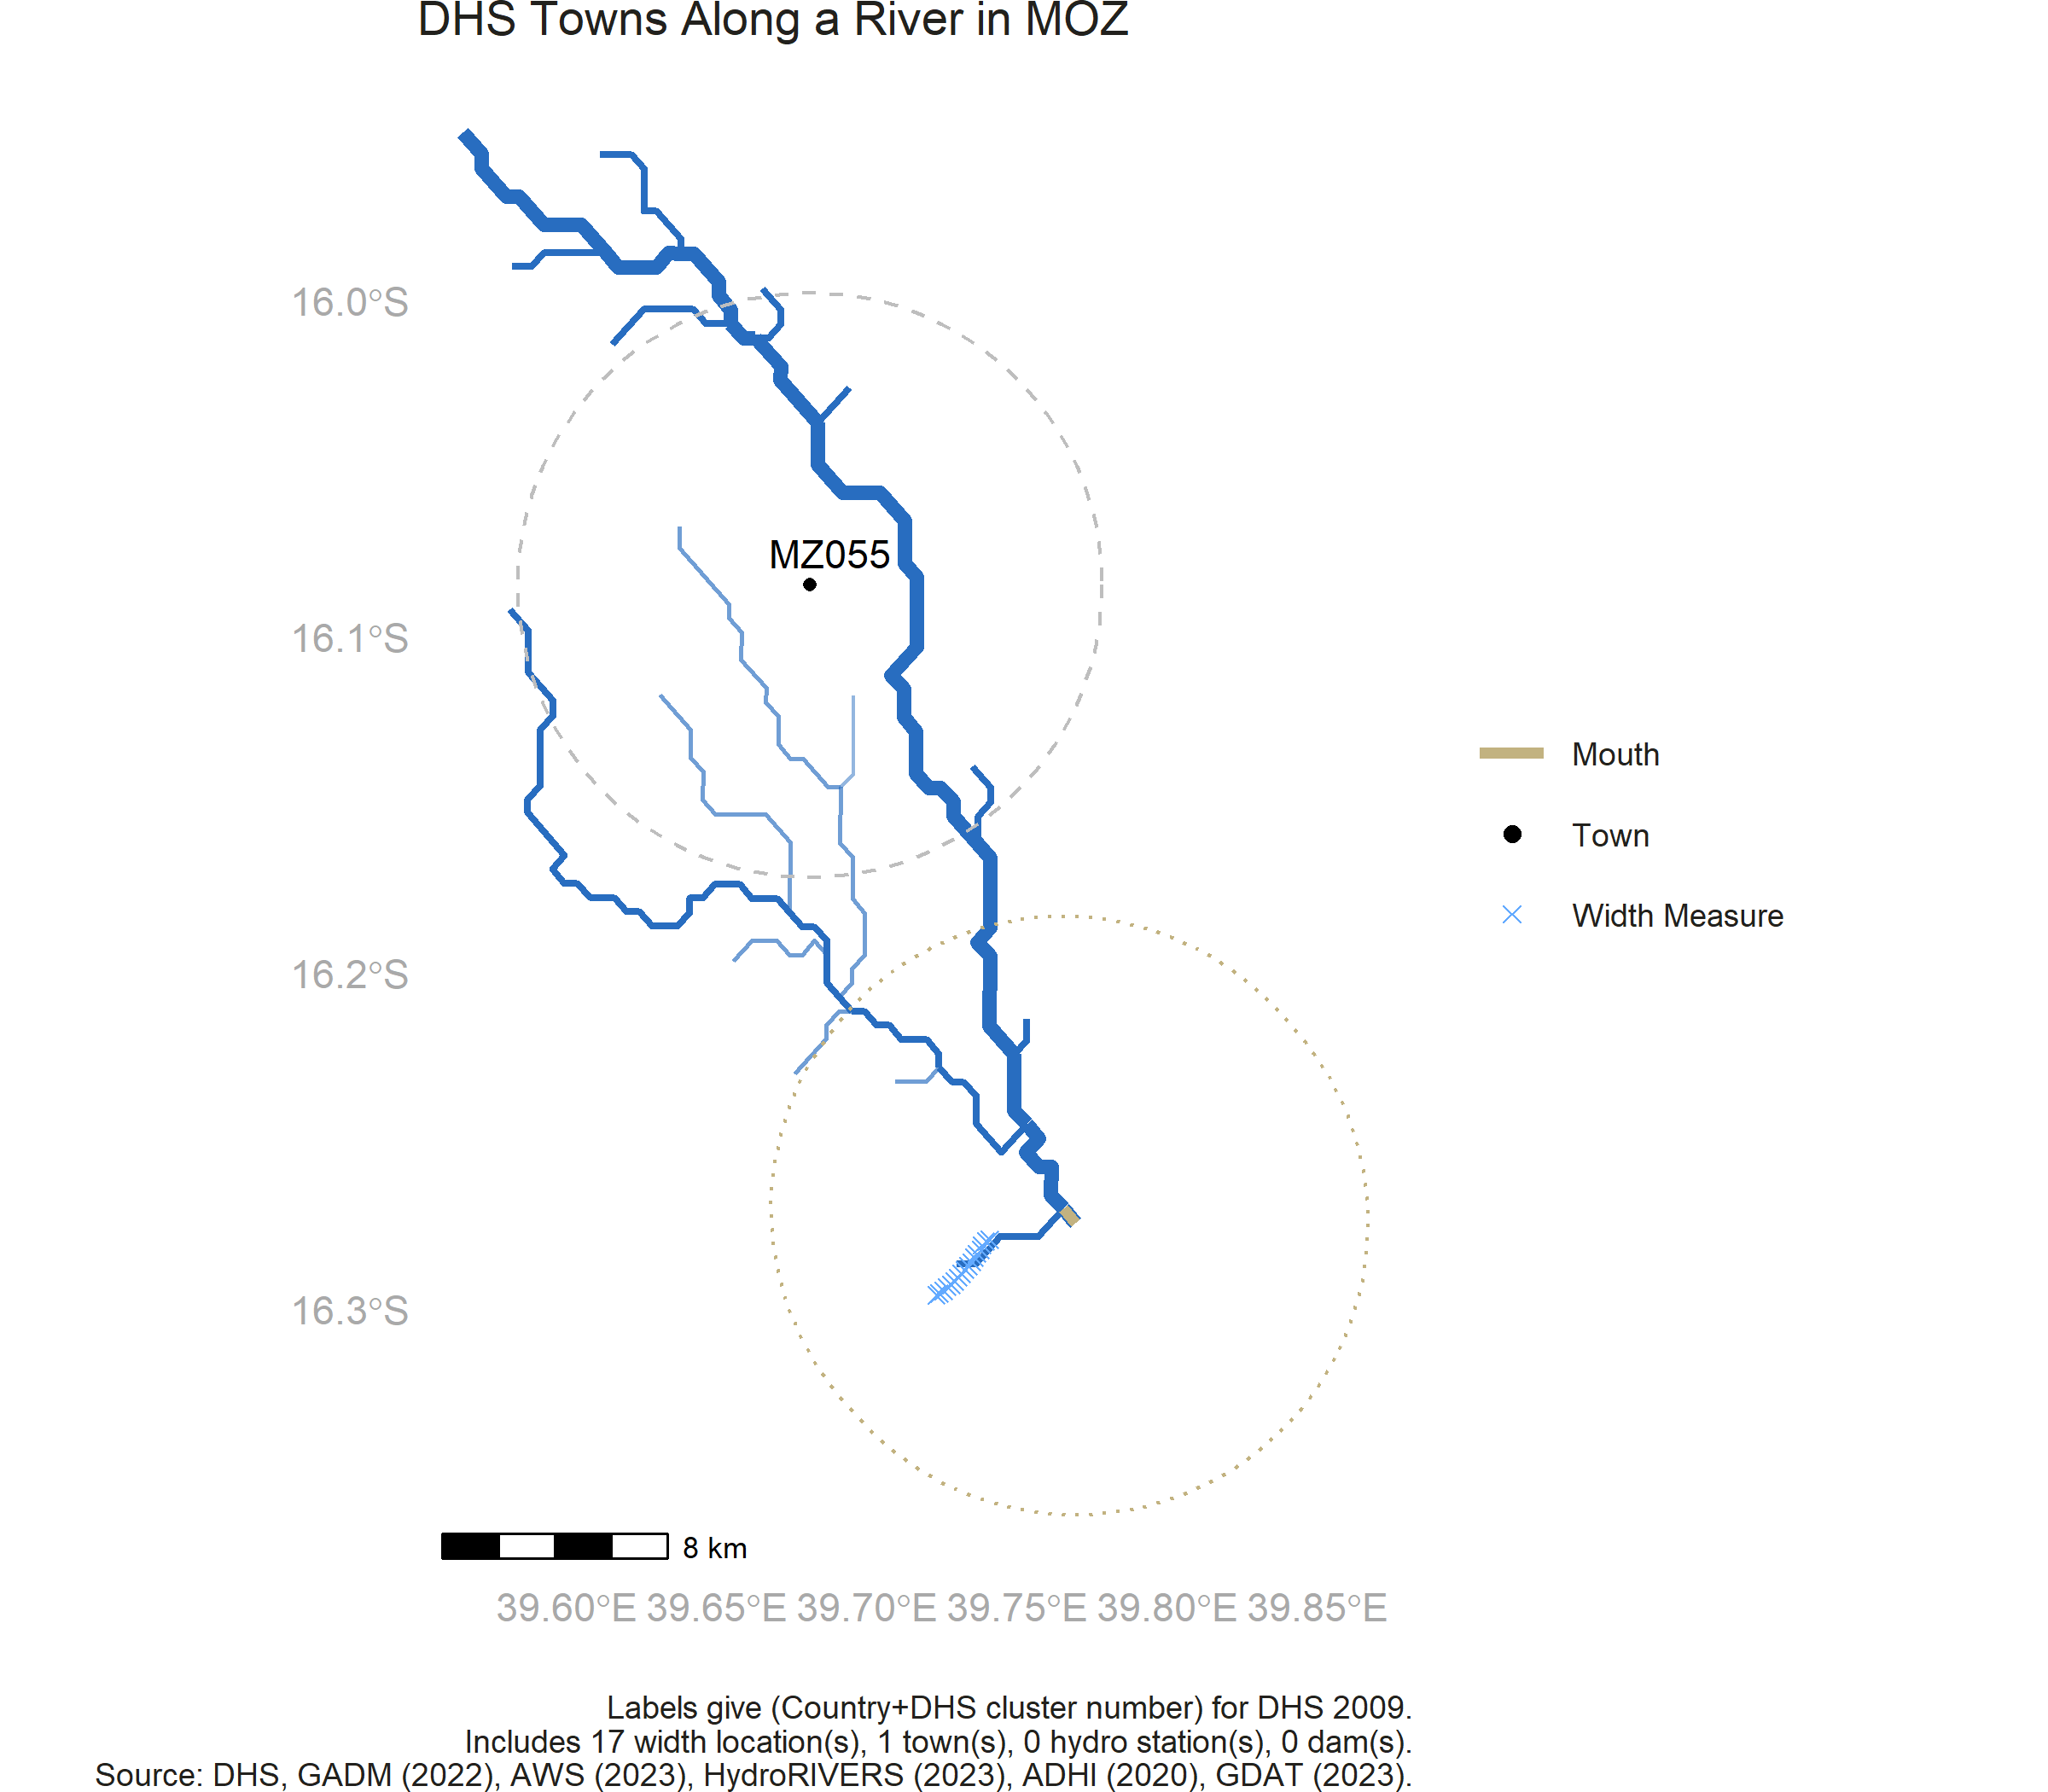 DHS Towns Along a River in MOZ
16.0°S
MZ055
16.1°S
Mouth
Town
Width Measure
16.2°S
16.3°S
8 km
39.60°E 39.65°E 39.70°E 39.75°E 39.80°E 39.85°E
Labels give (Country+DHS cluster number) for DHS 2009.
Includes 17 width location(s), 1 town(s), 0 hydro station(s), 0 dam(s).
Source: DHS, GADM (2022), AWS (2023), HydroRIVERS (2023), ADHI (2020), GDAT (2023).